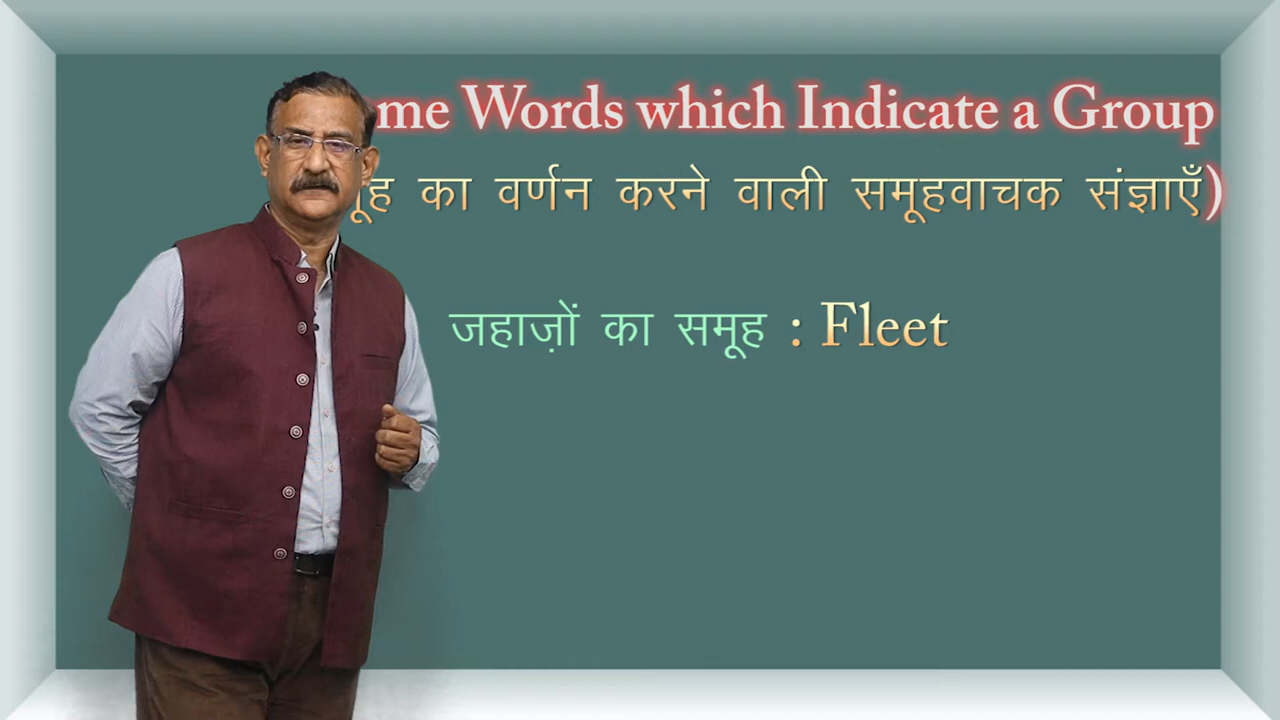 me Words which Indicate a Group
का वर्णन करने वाली समूहवाचक संज्ञाएँ)
जहाज़ों का समूह : Fleet